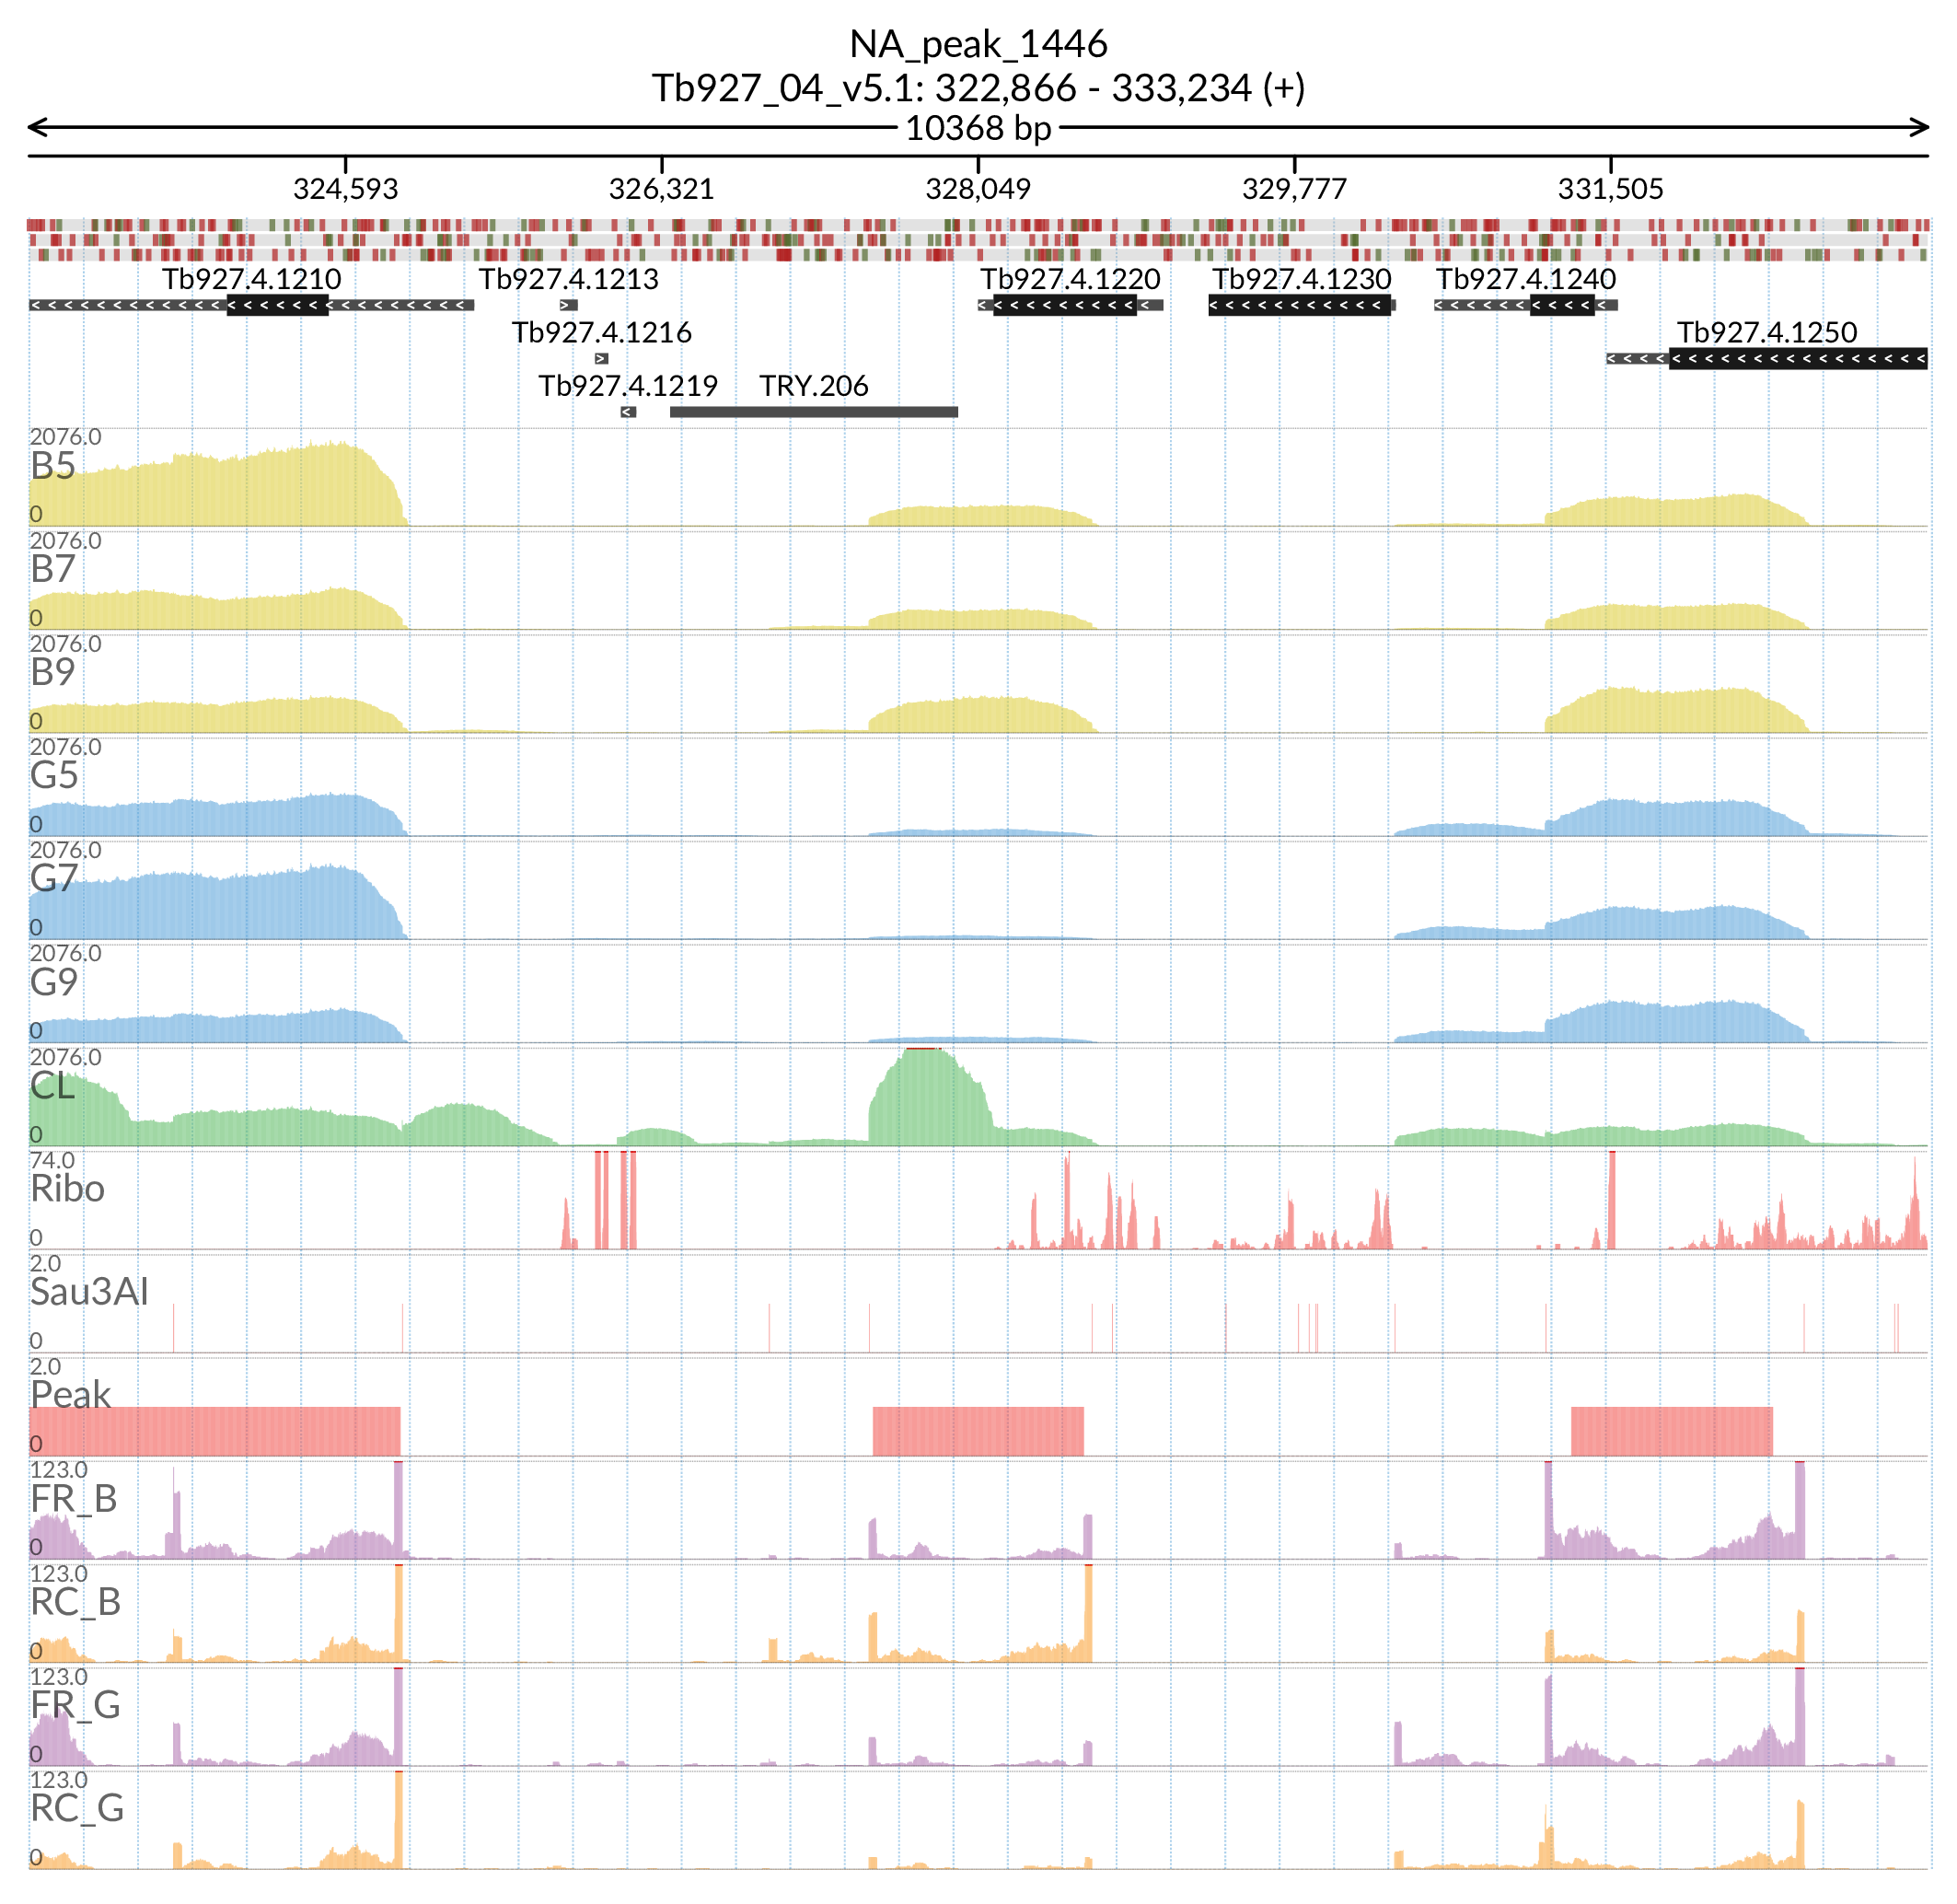 NA_peak_1446
Tb927_04_v5.1: 322,866 - 333,234 (+)
10368 bp
324,593 326,321 328,049 329,777 331,505
Tb927.4.1210 Tb927.4.1213 Tb927.4.1220 Tb927.4.1230 Tb927.4.1240
Tb927.4.1216 Tb927.4.1250
Tb927.4.1219 TRY.206
2076.0
B5
0
2076.0
B7
0
2076.0
B9
0
2076.0
G5
0
2076.0
G7
0
2076.0
G9
0
2076.0
CL
0
74.0
Ribo
0
2.0
Sau3AI
0
2.0
Peak
0
123.0
FR_B
0
123.0
RC_B
0
123.0
FR_G
0
123.0
RC_G
0